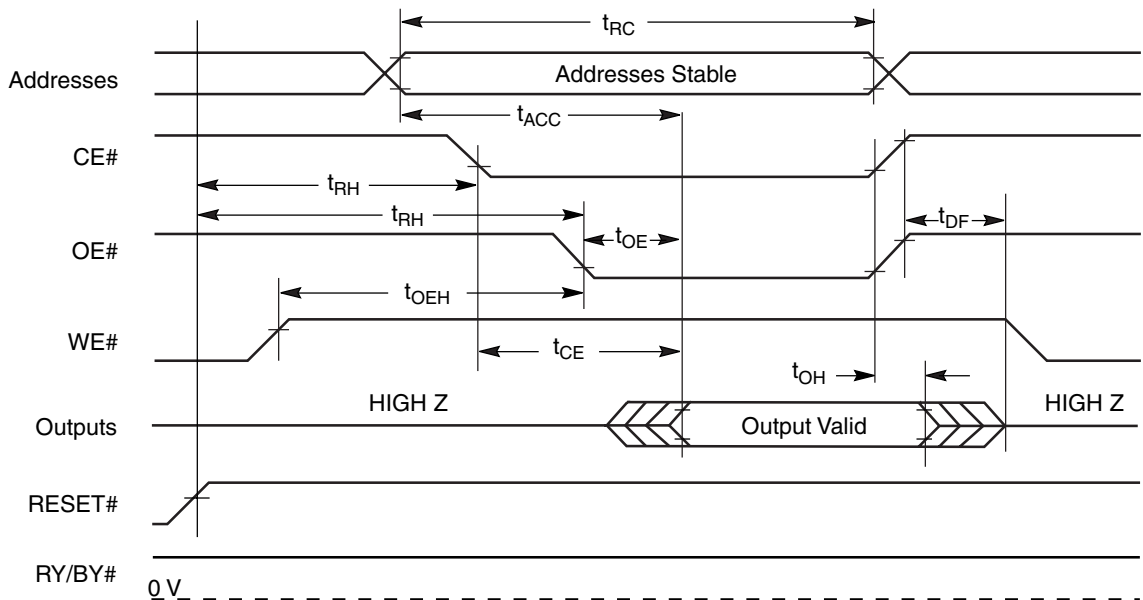 tRC
Addresses
Addresses Stable
tACC
CE#
tRH
tRH
tDF
OE#
tOE
tOEH
WE#
tCE
tOH
HIGH Z
HIGH Z
Outputs
Output Valid
RESET#
RY/BY#
0 V